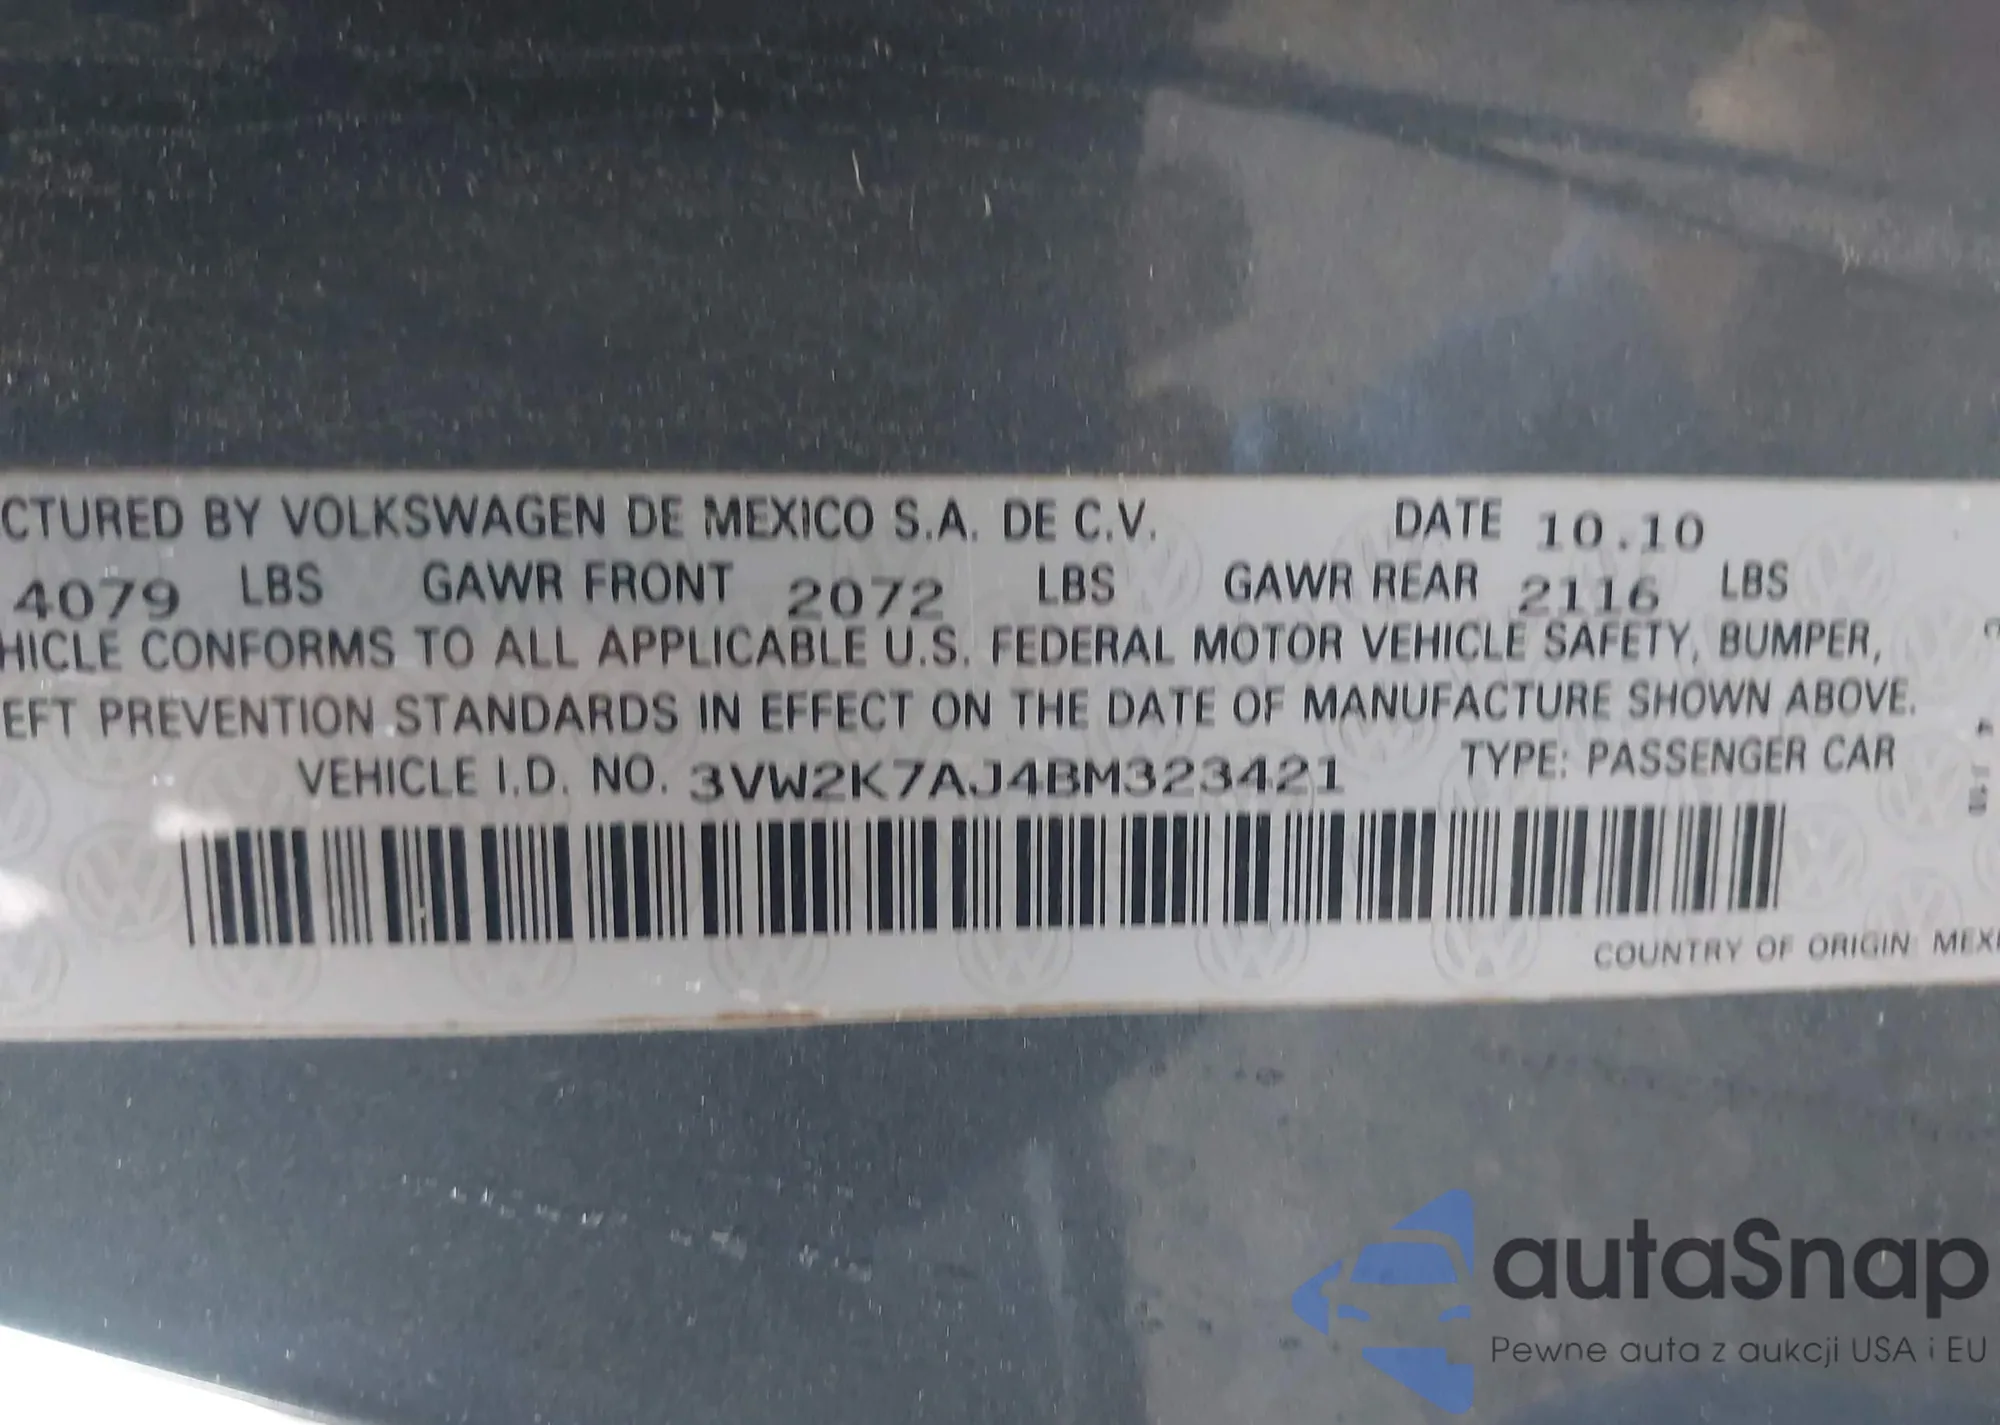 CTURED BY VOLKSWAGEN DE MEXICO S.A. DE C.V. DATE 10.10
4079 LBS GAWR FRONT 2072 LBS GAWR REAR 2116 LBS
HICLE CONFORMS TO ALL APPLICABLE U.S. FEDERAL MOTOR VEHICLE SAFETY, BUMPER,
EFT PREVENTION STANDARDS IN EFFECT ON THE DATE OF MANUFACTURE SHOWN ABOVE.
VEHICLE I.D. NO. 3VW2K7AJ4BM323421 TYPE: PASSENGER CAR
COUNTRY OF ORIGIN: MEXI
autaSnap
Pewne auta z aukcji USA i EU